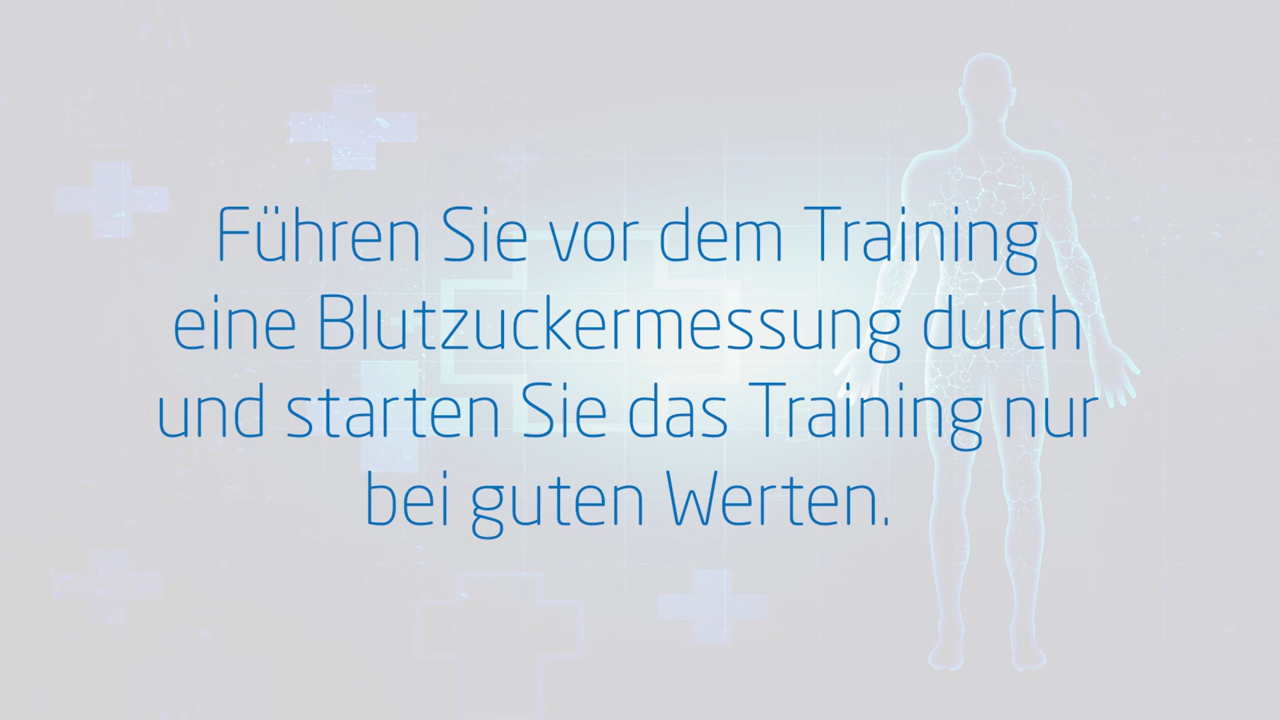 Führen Sie vor dem Training
eine Blutzuckermessung durch
und starten Sie das Training nur
bei guten Werten.